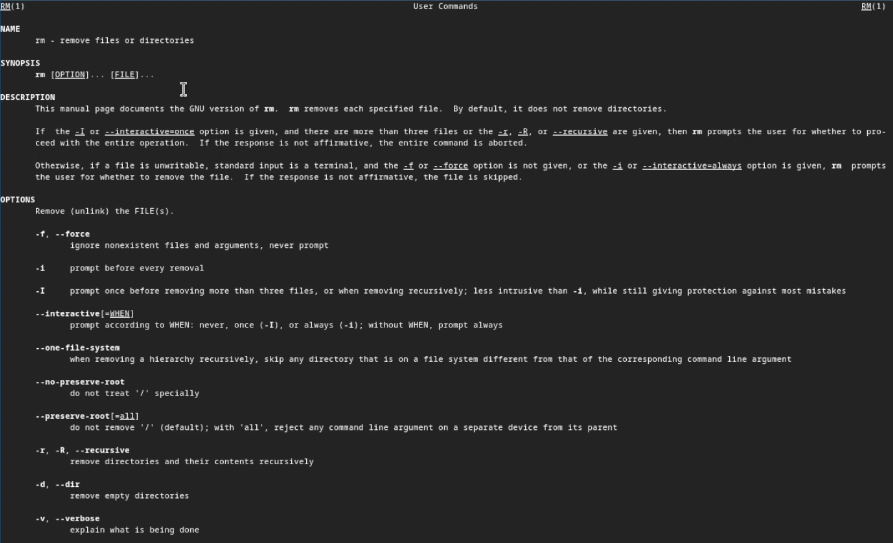 RM(1) User Commands RM(1)
NAME
rm - remove files or directories
SYNOPSIS
rm [OPTION]... [FILE]...
DESCRIPTION
This manual page documents the GNU version of rm. rm removes each specified file. By default, it does not remove directories.
If the -I or --interactive=once option is given, and there are more than three files or the -r, -R, or --recursive are given, then rm prompts the user for whether to pro-
ceed with the entire operation. If the response is not affirmative, the entire command is aborted.
Otherwise, if a file is unwritable, standard input is a terminal, and the -f or --force option is not given, or the -i or --interactive=always option is given, rm prompts
the user for whether to remove the file. If the response is not affirmative, the file is skipped.
OPTIONS
Remove (unlink) the FILE(s).
-f, --force
ignore nonexistent files and arguments, never prompt
-i prompt before every removal
-I prompt once before removing more than three files, or when removing recursively; less intrusive than -i, while still giving protection against most mistakes
--interactive[=WHEN]
prompt according to WHEN: never, once (-I), or always (-i); without WHEN, prompt always
--one-file-system
when removing a hierarchy recursively, skip any directory that is on a file system different from that of the corresponding command line argument
--no-preserve-root
do not treat '/' specially
--preserve-root[=all]
do not remove '/' (default); with 'all', reject any command line argument on a separate device from its parent
-r, -R, --recursive
remove directories and their contents recursively
-d, --dir
remove empty directories
-v, --verbose
explain what is being done